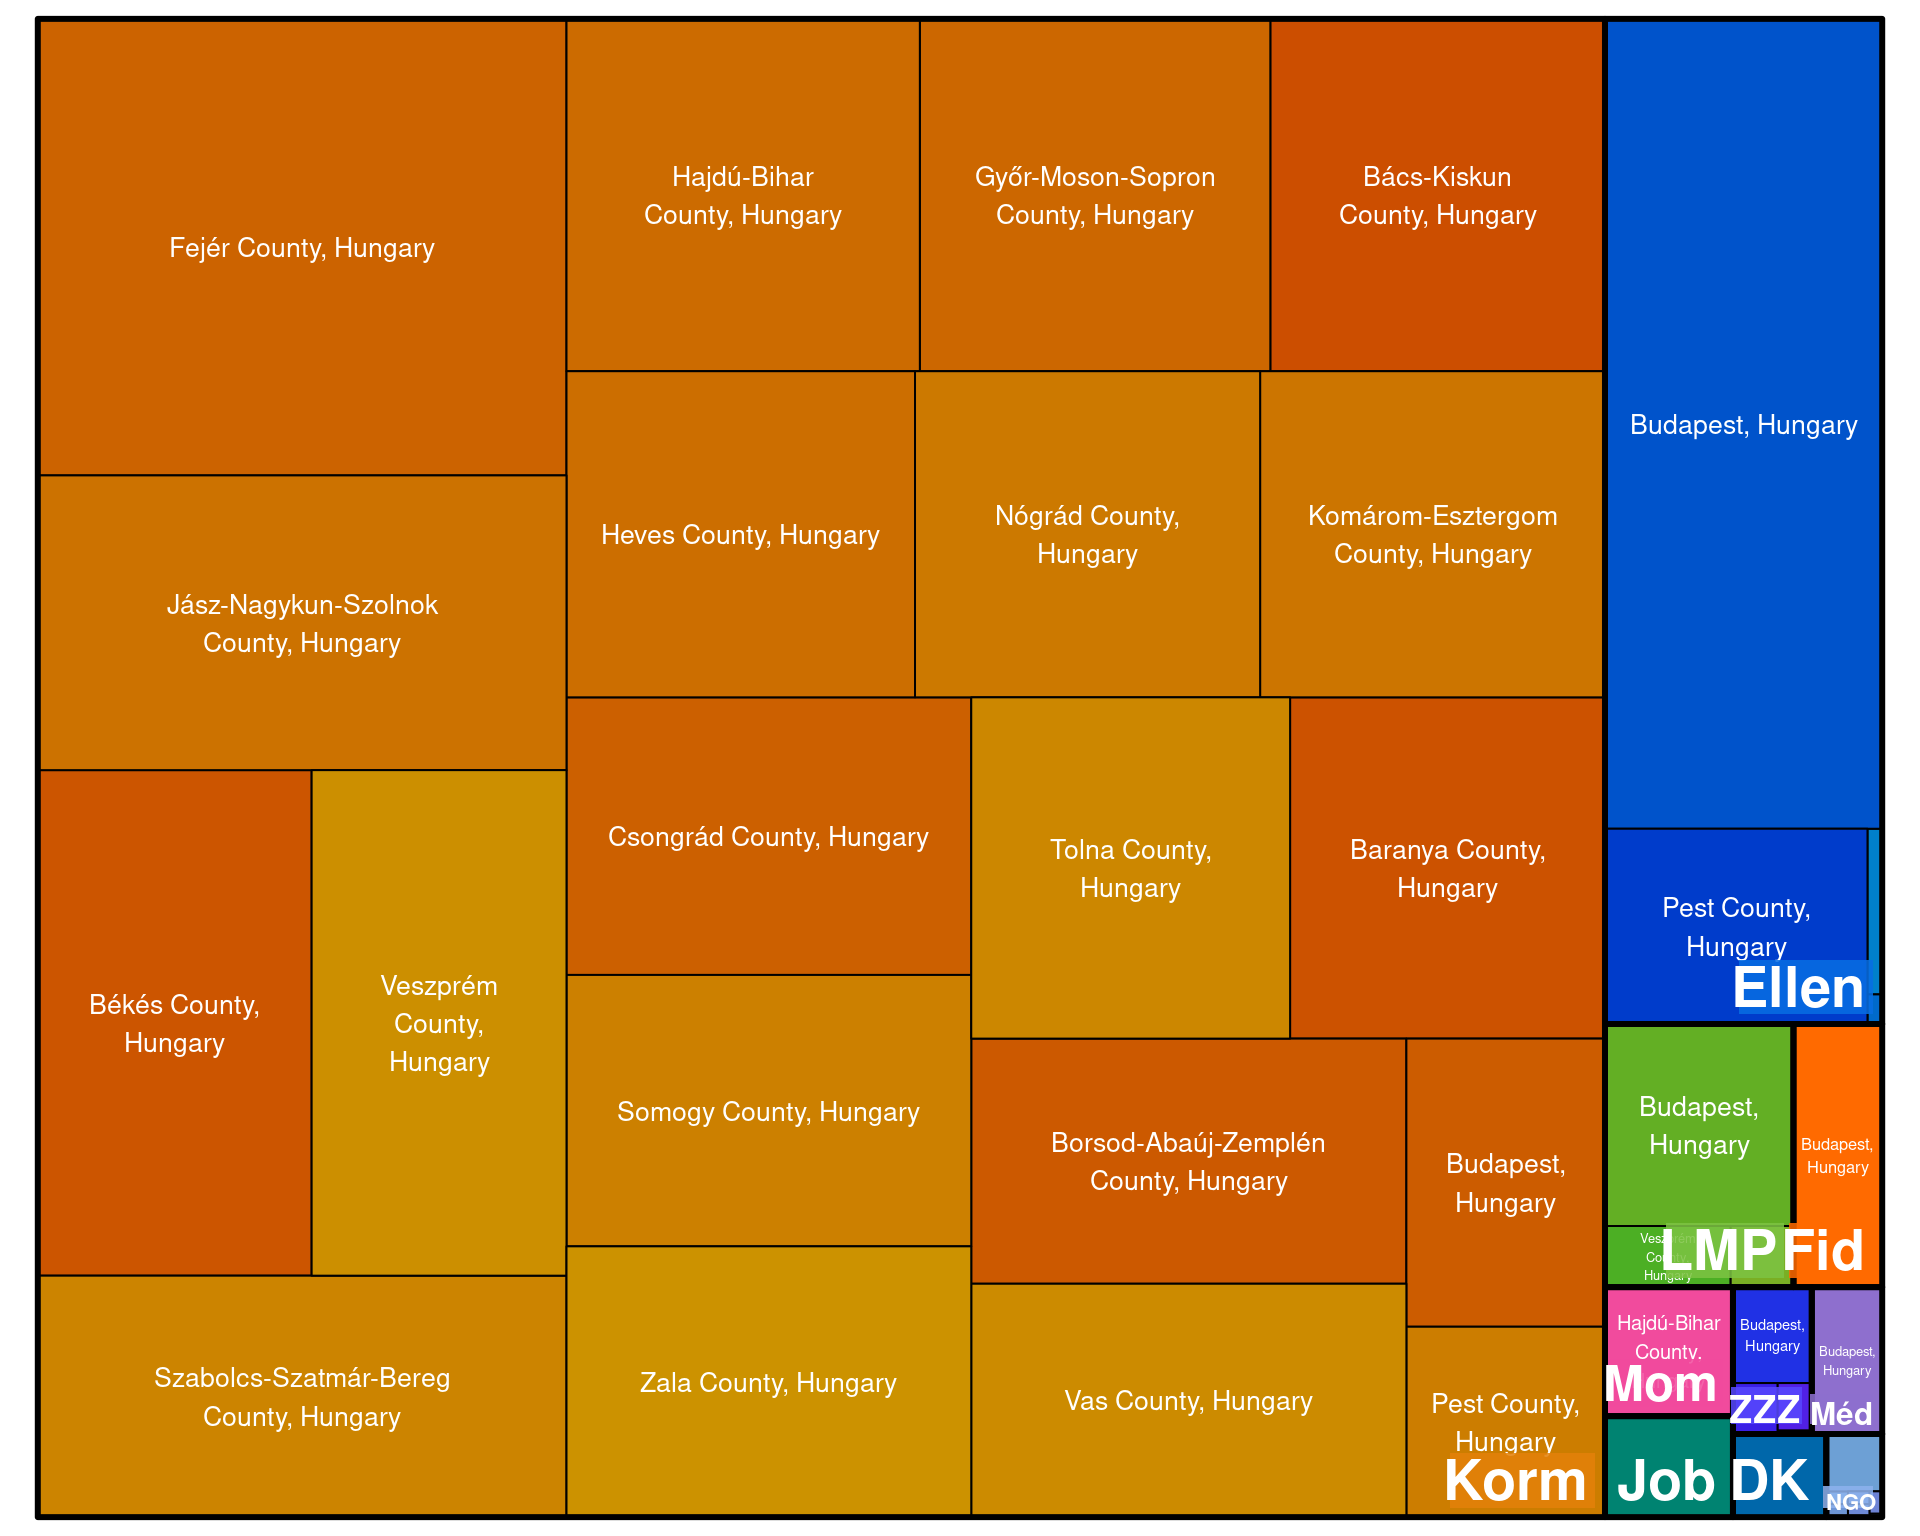 Fejér County, Hungary
Hajdú-Bihar
County, Hungary
Győr-Moson-Sopron
County, Hungary
Bács-Kiskun
County, Hungary
Budapest, Hungary
Heves County, Hungary
Nógrád County,
Hungary
Komárom-Esztergom
County, Hungary
Jász-Nagykun-Szolnok
County, Hungary
Csongrád County, Hungary
Tolna County,
Hungary
Baranya County,
Hungary
Pest County,
Hungary
Ellen
Békés County,
Hungary
Veszprém
County,
Hungary
Somogy County, Hungary
Borsod-Abaúj-Zemplén
County, Hungary
Budapest,
Hungary
Budapest,
Hungary
Budapest,
Hungary
Veszprém
County,
Hungary
LMP
Fid
Szabolcs-Szatmár-Bereg
County, Hungary
Zala County, Hungary
Vas County, Hungary
Pest County,
Hungary
Korm
Hajdú-Bihar
County,
Mom
Budapest,
Hungary
ZZZ
Budapest,
Hungary
Méd
Job
DK
NGO